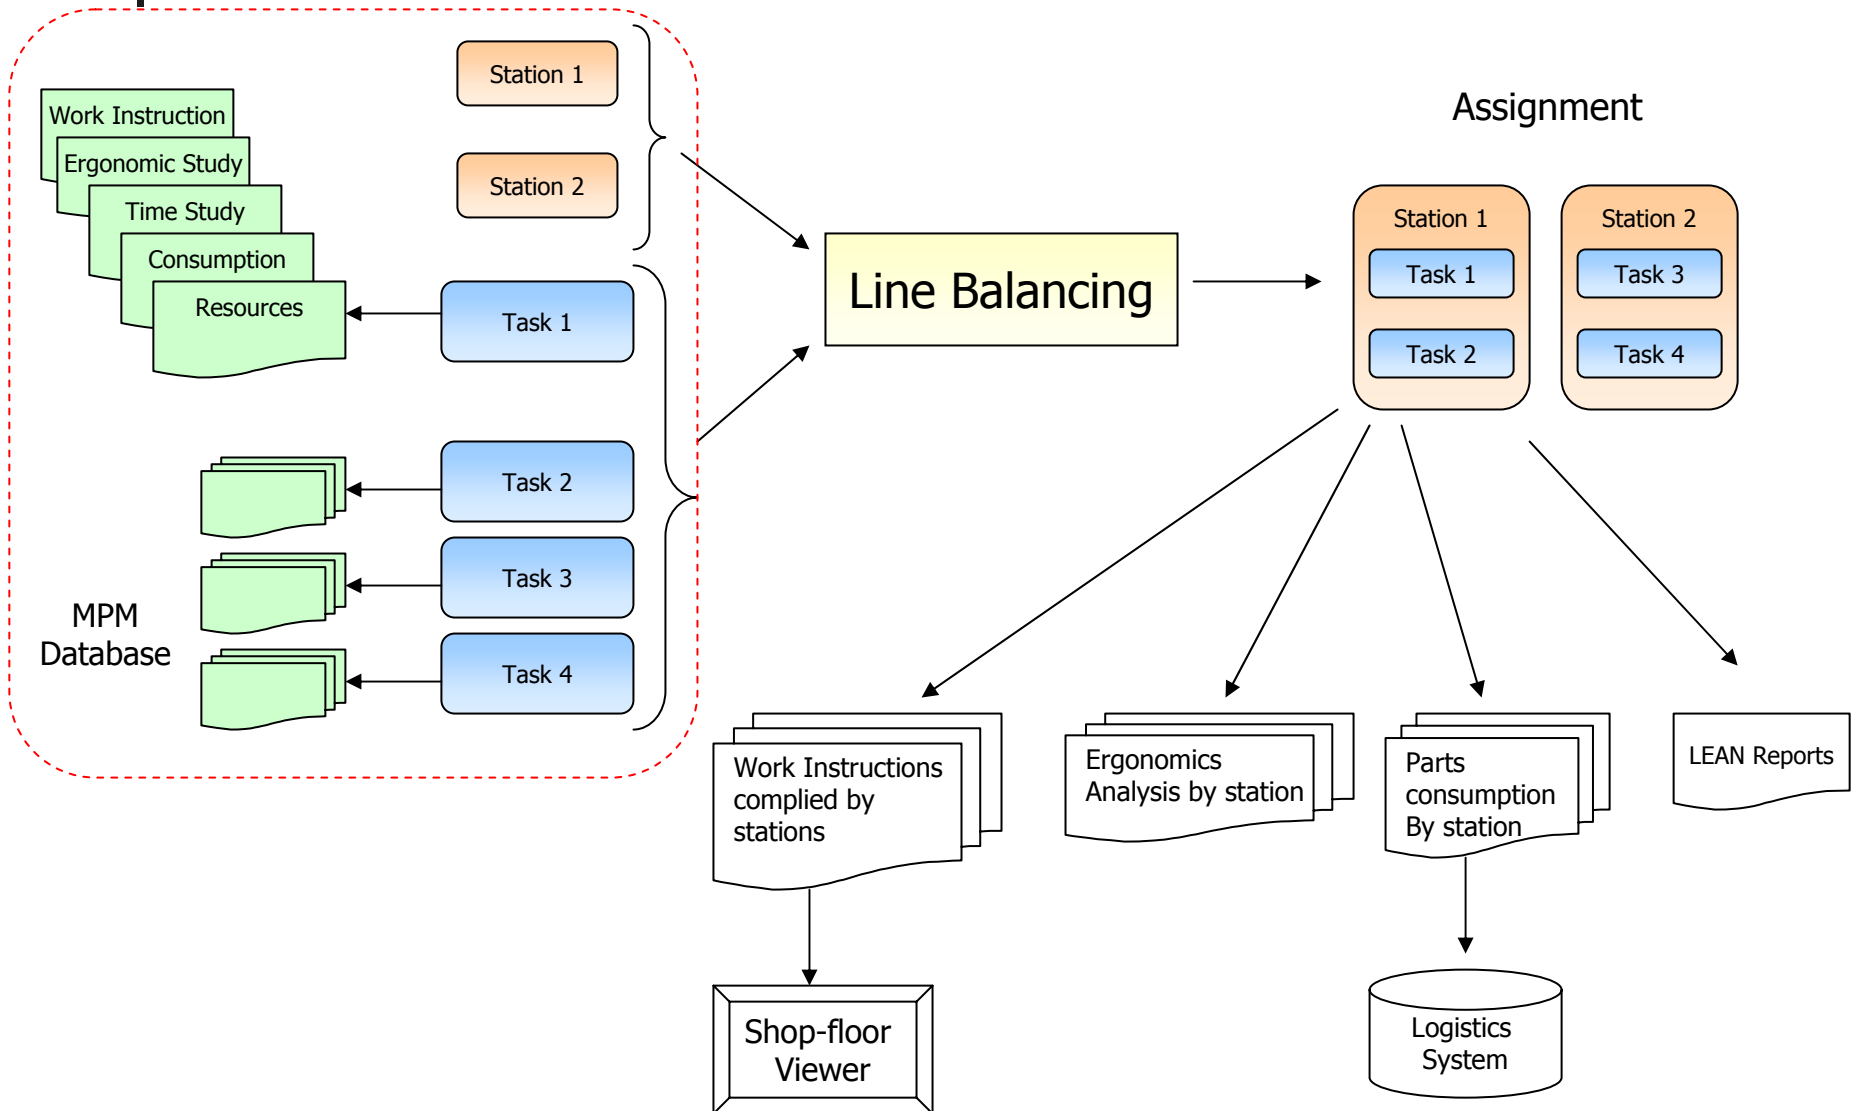 Station 1
Station 2
Work Instruction
Ergonomic Study
Time Study
Consumption
Resources
Task 1
Task 2
Task 3
Task 4
MPM
Database
Line Balancing
Assignment
Station 1
Task 1
Task 2
Station 2
Task 3
Task 4
Work Instructions
complied by
stations
Ergonomics
Analysis by station
Parts
consumption
By station
LEAN Reports
Shop-floor
Viewer
Logistics
System